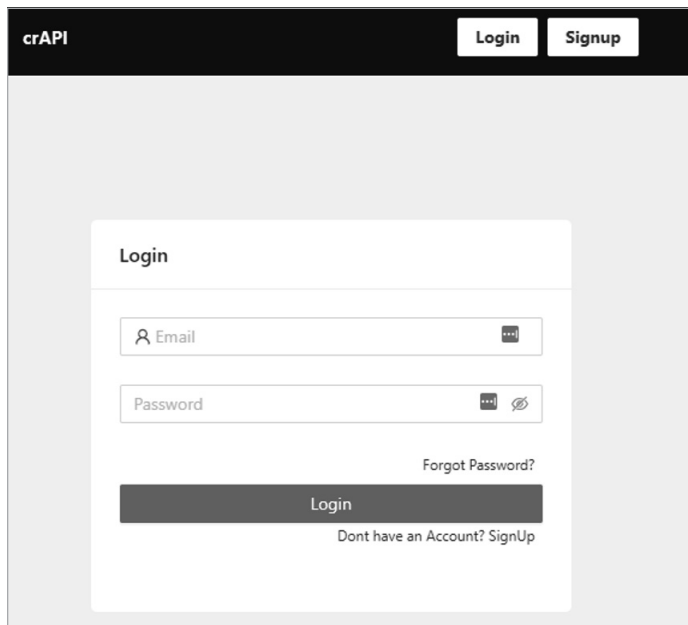 crAPI Login Signup
Login
Email
Password
Forgot Password?
Login
Dont have an Account? SignUp